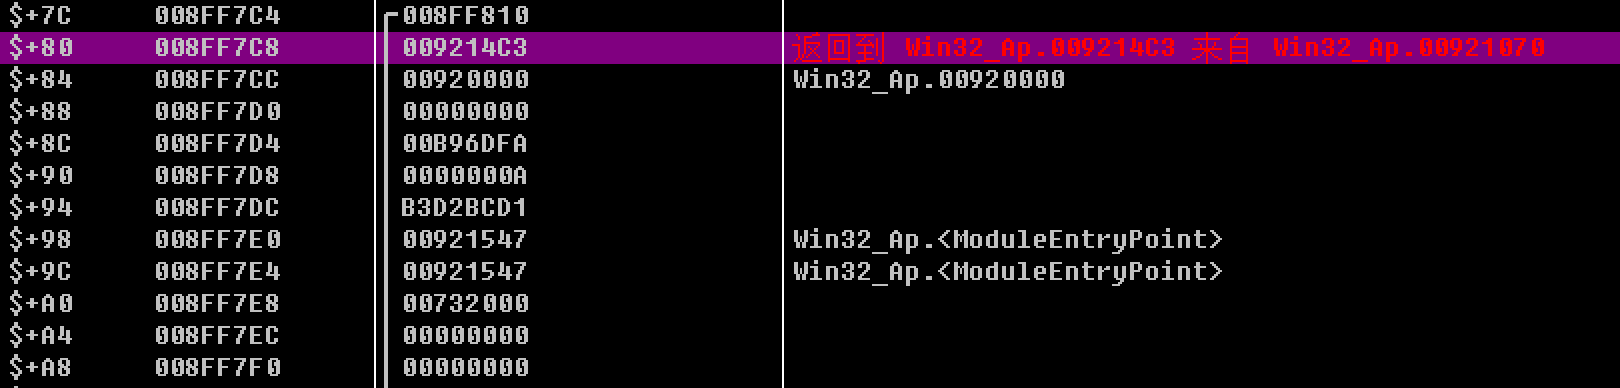 $+7C 008FF7C4 008FF810
$+80 008FF7C8 009214C3 返回到 Win32_Ap.009214C3 来自 Win32_Ap.00921070
$+84 008FF7CC 00920000 Win32_Ap.00920000
$+88 008FF7D0 00000000
$+8C 008FF7D4 00B96DFA
$+90 008FF7D8 0000000A
$+94 008FF7DC B3D2BCD1
$+98 008FF7E0 00921547 Win32_Ap.<ModuleEntryPoint>
$+9C 008FF7E4 00921547 Win32_Ap.<ModuleEntryPoint>
$+A0 008FF7E8 00732000
$+A4 008FF7EC 00000000
$+A8 008FF7F0 00000000